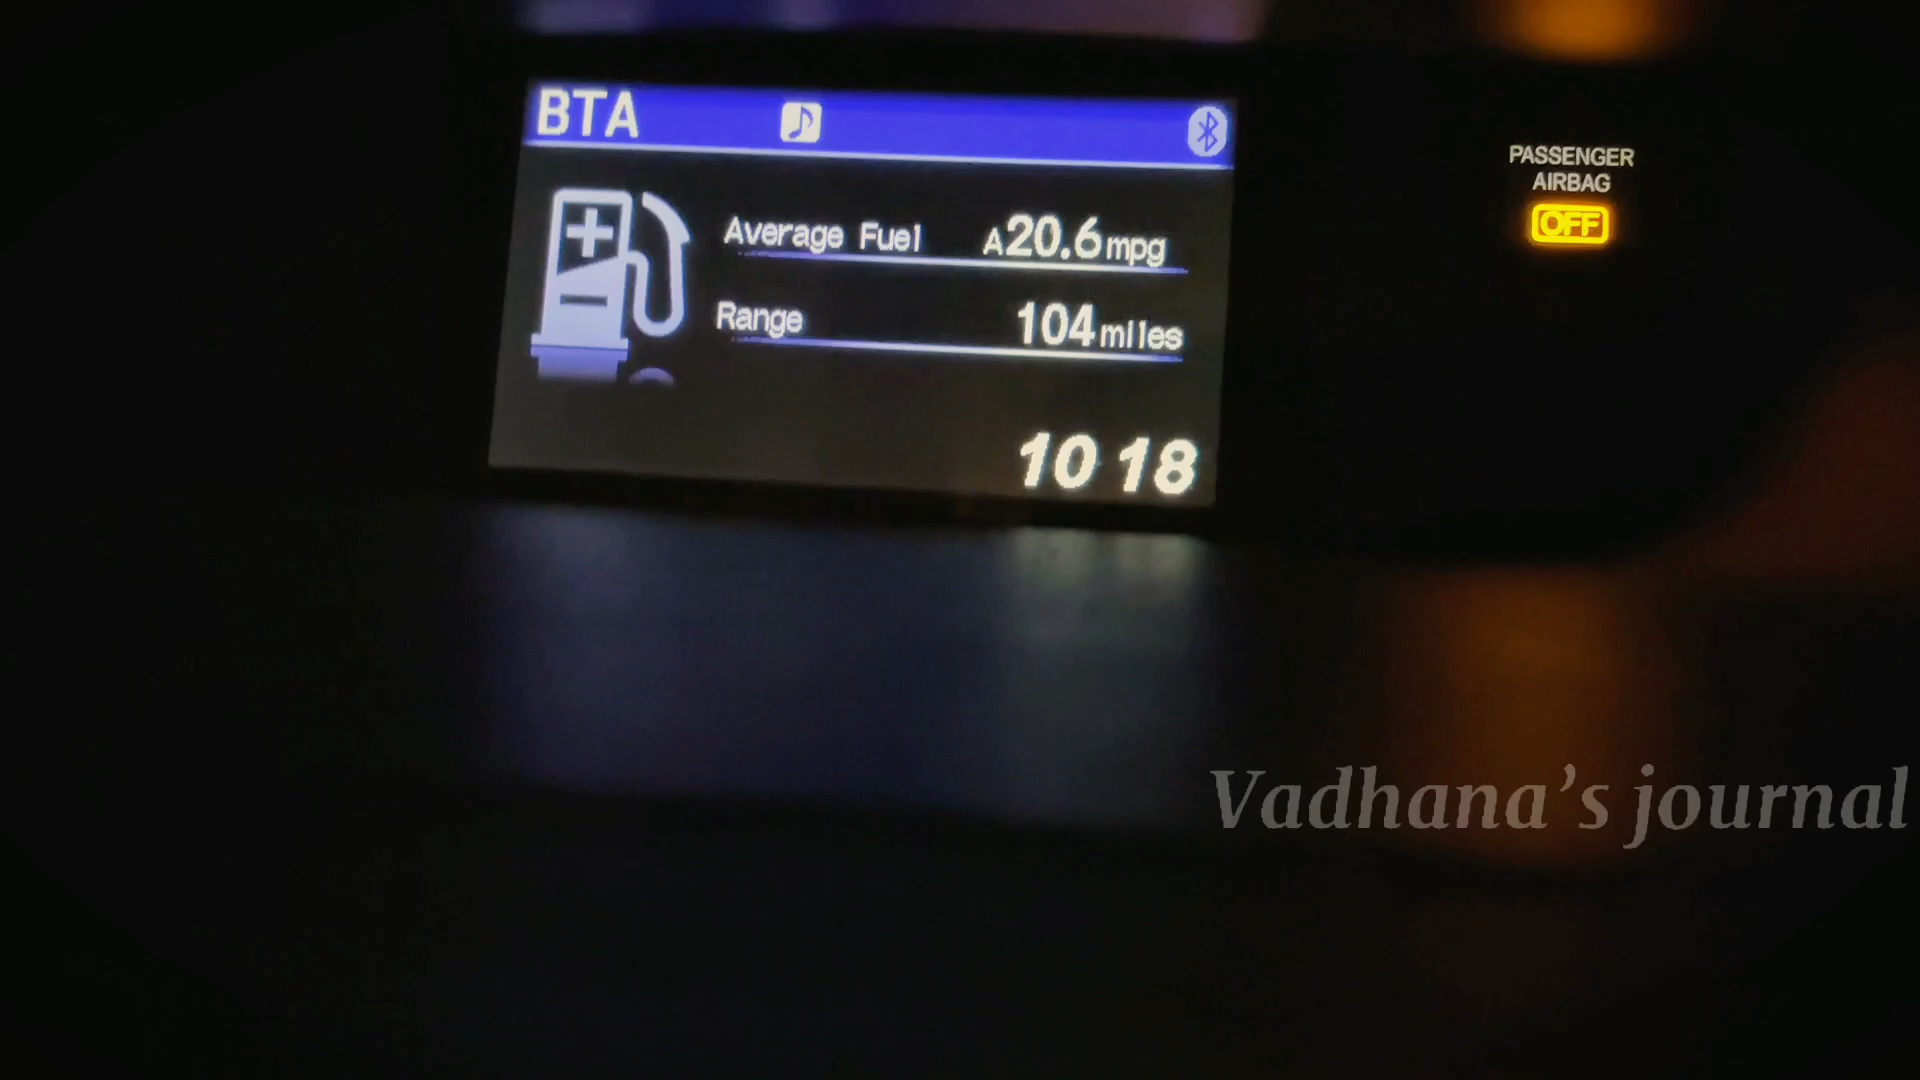 BTA
Average Fuel A20.6mpg
Range 104miles
10 18
PASSENGER
AIRBAG
OFF
Vadhana's journal